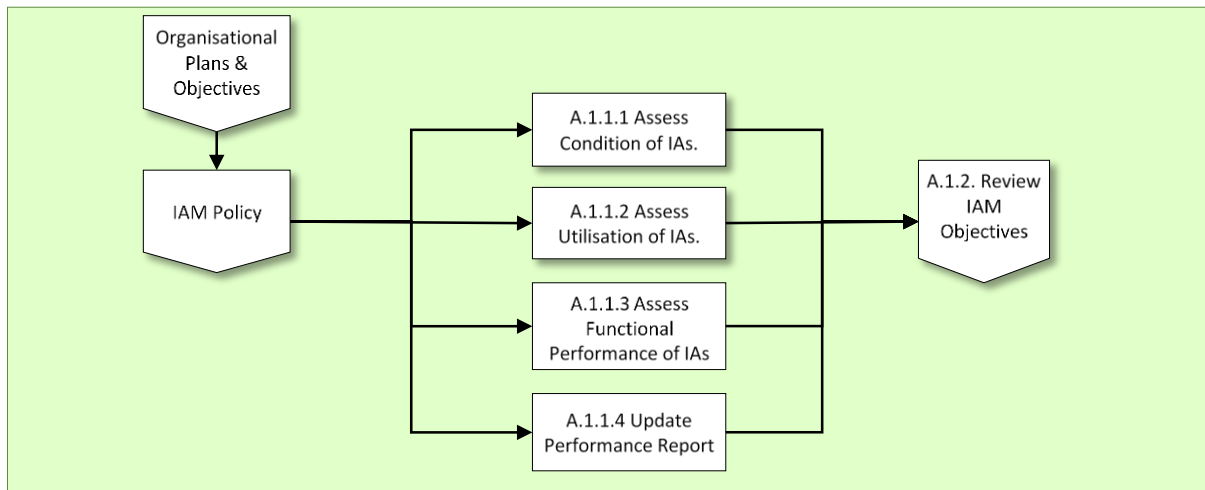 Organisational
Plans &
Objectives
IAM Policy
A.1.1.1 Assess
Condition of IAs.
A.1.1.2 Assess
Utilisation of IAs.
A.1.1.3 Assess
Functional
Performance of IAs
A.1.1.4 Update
Performance Report
A.1.2. Review
IAM
Objectives